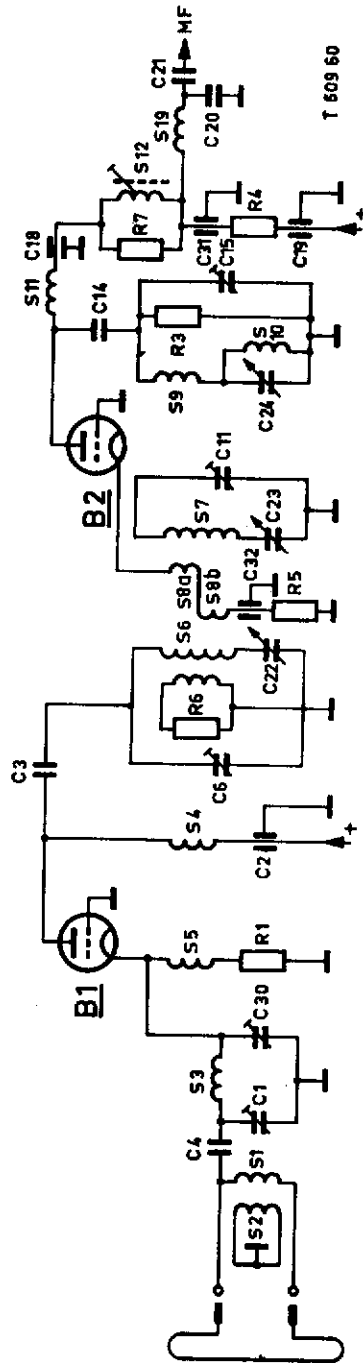 C3
B1
B2
C4
S3
C1
C30
S2
S1
S5
R1
S4
C2
+
C6
R6
S6
C22
S8a
S8b
C32
R5
S7
C23
C11
S11
C18
C14
S9
R3
C24
S10
C15
R7
S12
C31
R4
C19
+
S19
C20
C21
MF
T 609 60